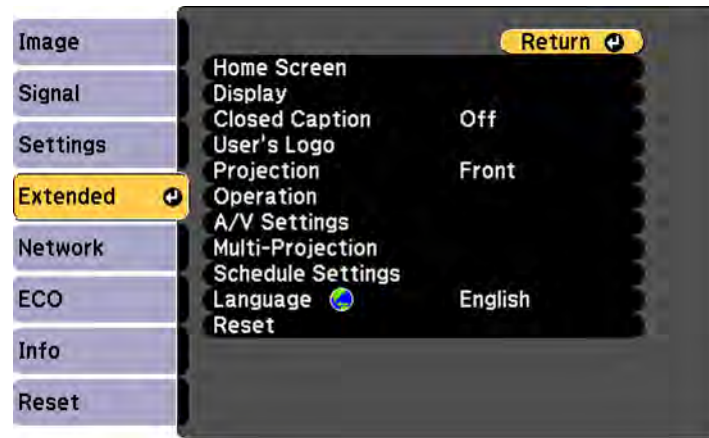 Image
Signal
Settings
Extended
Network
ECO
Info
Reset
Return
Home Screen
Display
Closed Caption Off
User's Logo
Projection Front
Operation
A/V Settings
Multi-Projection
Schedule Settings
Language English
Reset